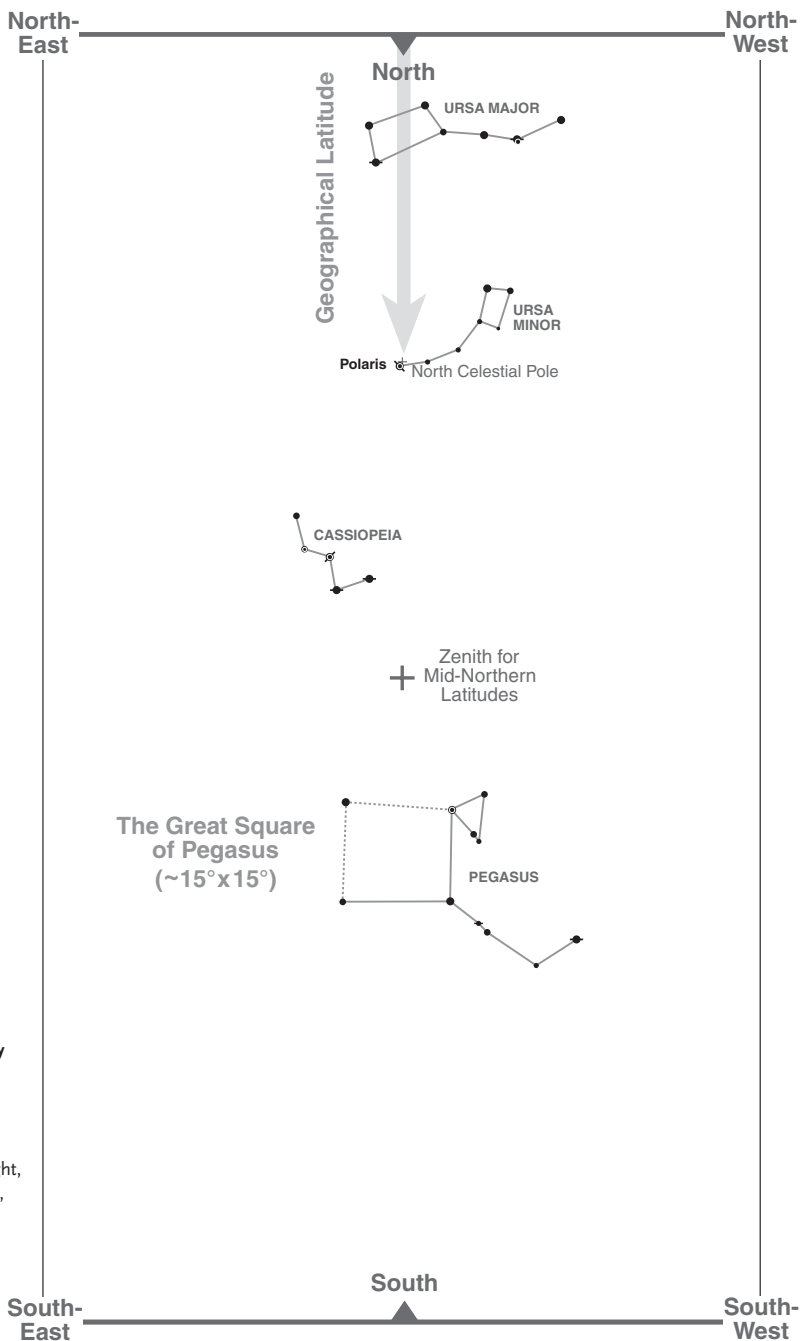 North-
East
North
North-
West
Geographical Latitude
URSA MAJOR
URSA
MINOR
Polaris
North Celestial Pole
CASSIOPEIA
Zenith for
Mid-Northern
Latitudes
The Great Square
of Pegasus
(~15°x15°)
PEGASUS
y
ht,
,
South
South-
East
South-
West